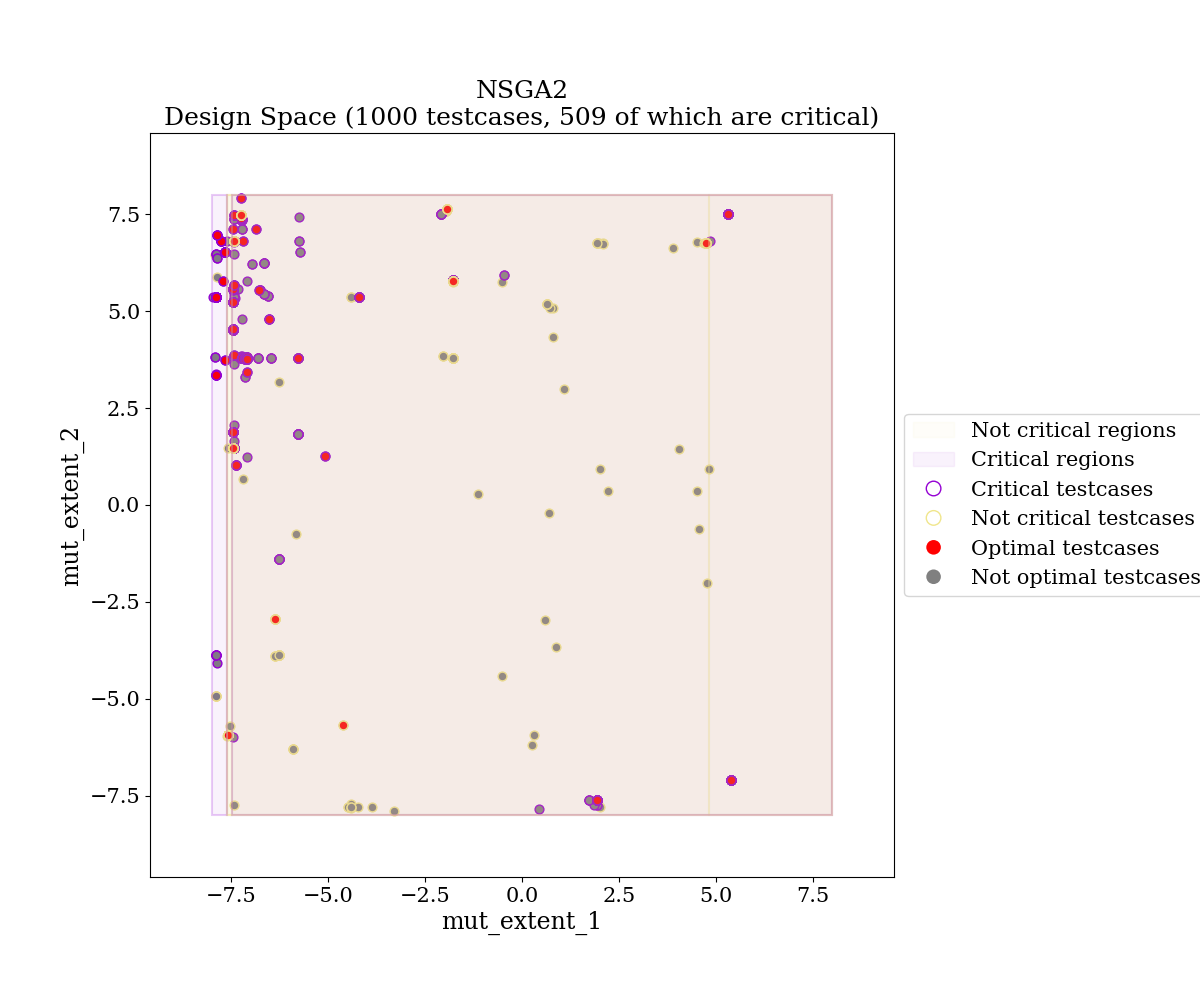 NSGA2
Design Space (1000 testcases, 509 of which are critical)
mut_extent_2
7.5
5.0
2.5
0.0
−2.5
−5.0
−7.5
−7.5 −5.0 −2.5 0.0 2.5 5.0 7.5
mut_extent_1
Not critical regions
Critical regions
Critical testcases
Not critical testcases
Optimal testcases
Not optimal testcases